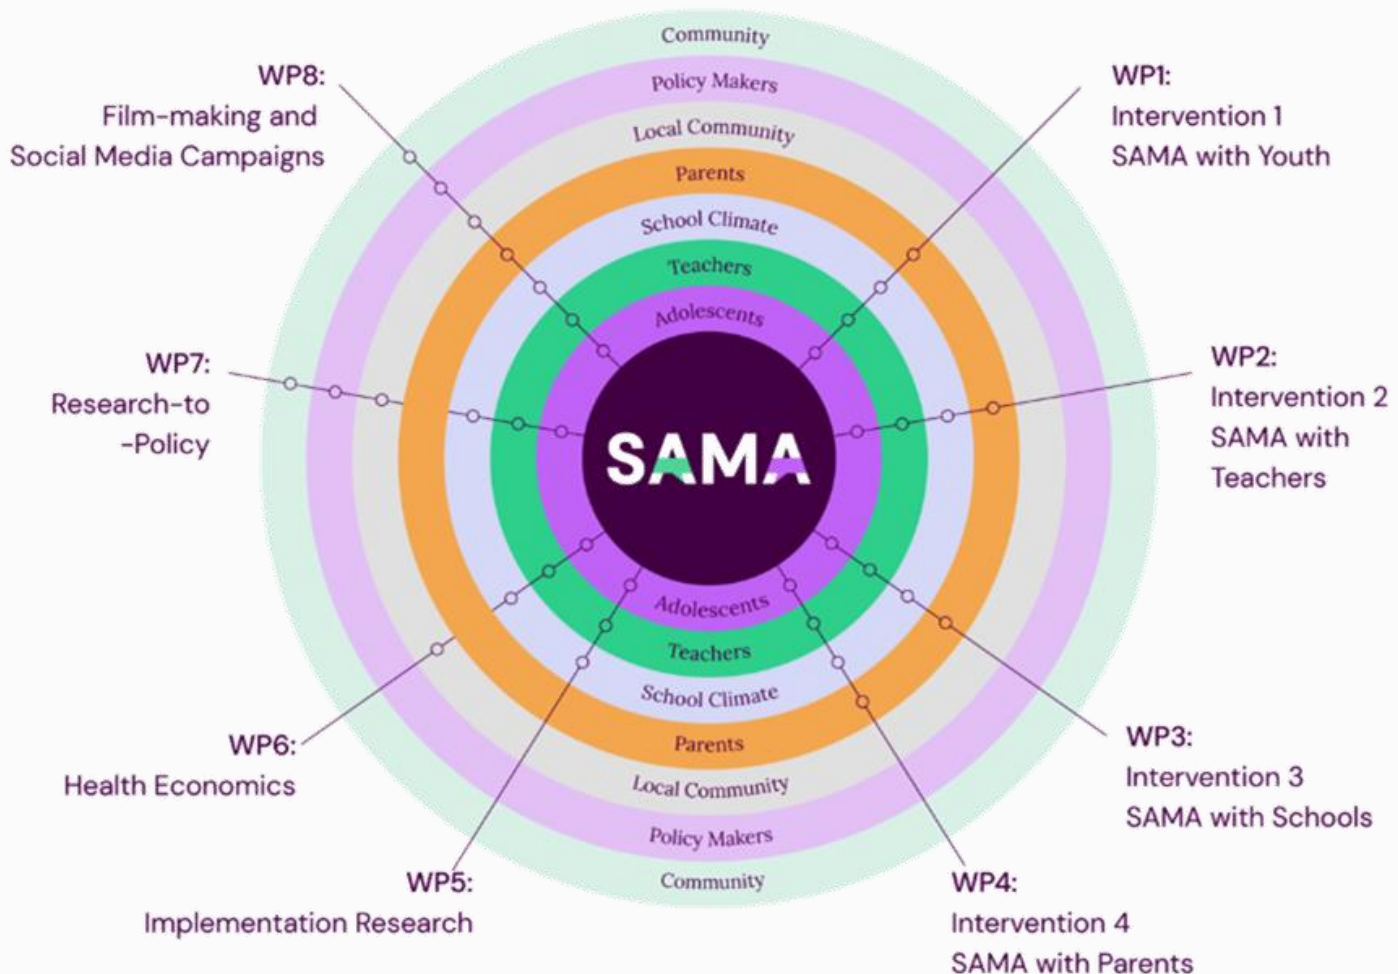 Community
Policy Makers
Local Community
Parents
School Climate
Teachers
Adolescents
SAMA
Adolescents
Teachers
School Climate
Parents
Local Community
Policy Makers
Community
WP1:
Intervention 1
SAMA with Youth
WP2:
Intervention 2
SAMA with
Teachers
WP3:
Intervention 3
SAMA with Schools
WP4:
Intervention 4
SAMA with Parents
WP5:
Implementation Research
WP6:
Health Economics
WP7:
Research-to
-Policy
WP8:
Film-making and
Social Media Campaigns